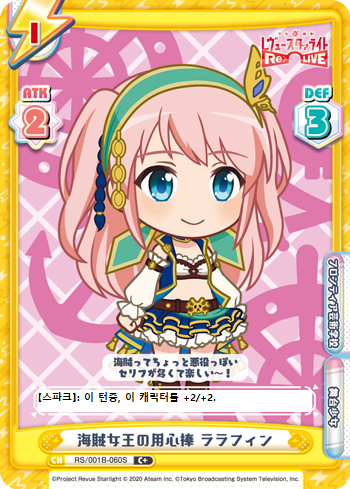 I
ATK
2
DEF
3
レヴュースタァライト
Re LIVE
フロンティア芸術学校
舞台少女
海賊ってちょっと悪役っぽい
セリフが多くて楽しい～！
[스파크]: 이 턴중, 이 캐릭터를 +2/+2.
海賊女王の用心棒 ララフィン
CH RS/001B-060S C+
©Project Revue Starlight © 2020 Ateam Inc. ©Tokyo Broadcasting System Television, Inc.